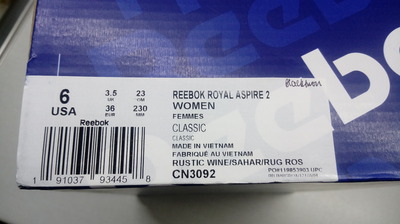 REEBOK ROYAL ASPIRE 2
6 3.5 23
USA UK CM
36 230
EUR MM
Reebok
WOMEN
FEMMES
CLASSIC
CLASSIC
MADE IN VIETNAM
FABRIQUÉ AU VIETNAM
RUSTIC WINE/SAHAR/RUG ROS
CN3092
1 91037 93445 8